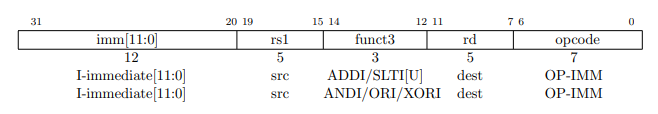 31 20 19 15 14 12 11 7 6 0
imm[11:0] rs1 funct3 rd opcode
12 5 3 5 7
I-immediate[11:0] src ADDI/SLTI[U] dest OP-IMM
I-immediate[11:0] src ANDI/ORI/XORI dest OP-IMM